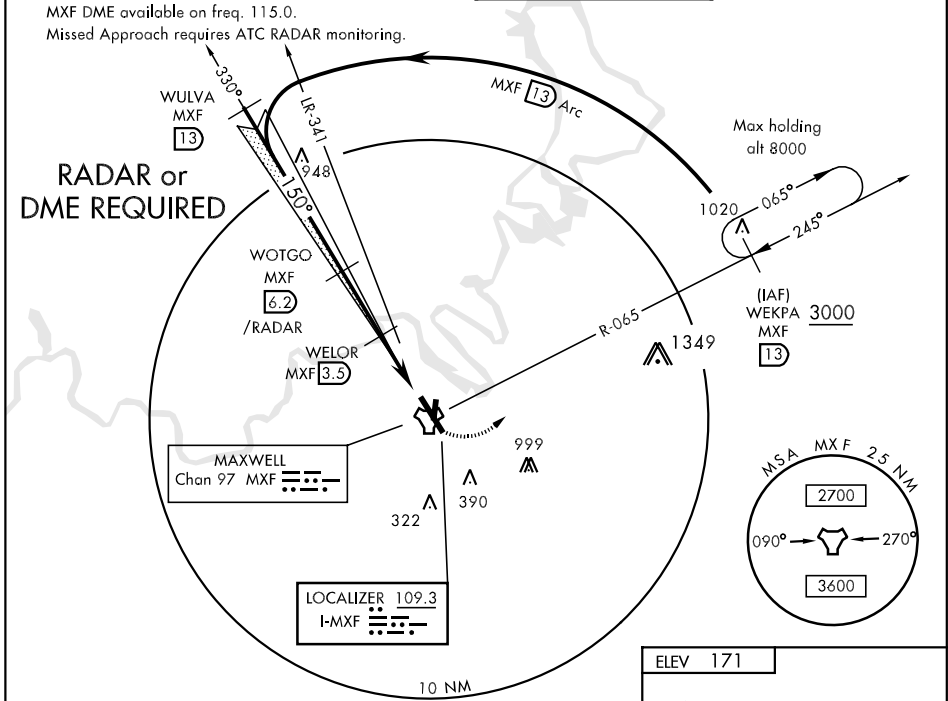 MXF DME available on freq. 115.0.
Missed Approach requires ATC RADAR monitoring.
330°
LR-341
MXF 13 Arc
WULVA
MXF
13
Max holding
alt 8000
RADAR or
DME REQUIRED
948
150°
1020
065°
245°
WOTGO
MXF
6.2
/RADAR
R-065
(IAF)
WEKPA 3000
MXF
13
1349
WELOR
MXF 3.5
MAXWELL
Chan 97 MXF
999
390
322
MSA MXF 25 NM
2700
090°
270°
3600
LOCALIZER 109.3
I-MXF
ELEV 171
10 NM